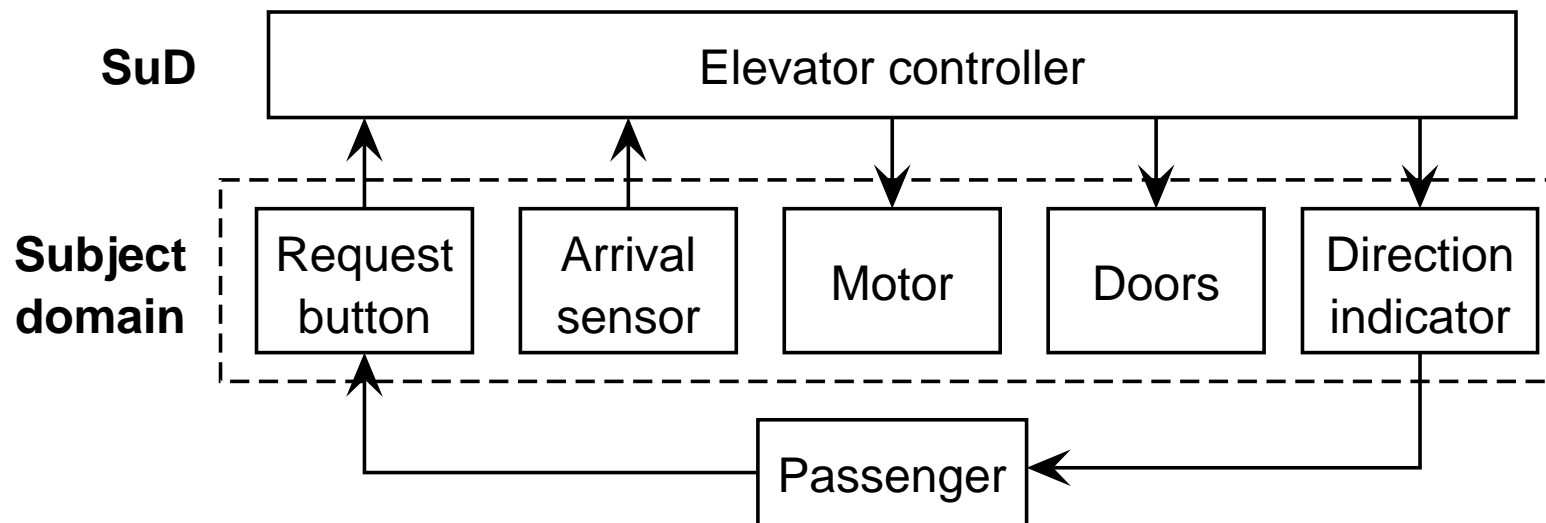 SuD
Elevator controller
Subject
domain
Request
button
Arrival
sensor
Motor
Doors
Direction
indicator
Passenger